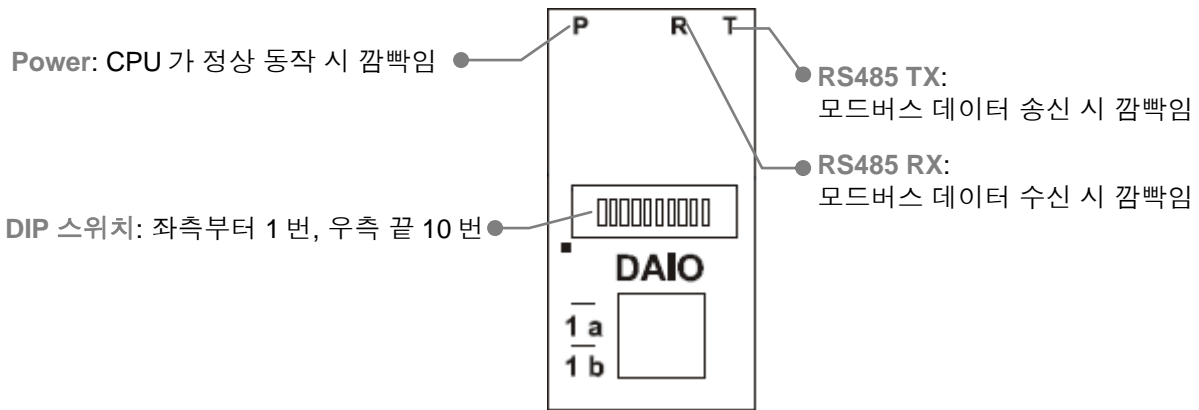 P R T
Power: CPU 가 정상 동작 시 깜빡임
RS485 TX:
모드버스 데이터 송신 시 깜빡임
RS485 RX:
모드버스 데이터 수신 시 깜빡임
DIP 스위치: 좌측부터 1 번, 우측 끝 10 번
DAIO
1 a
1 b